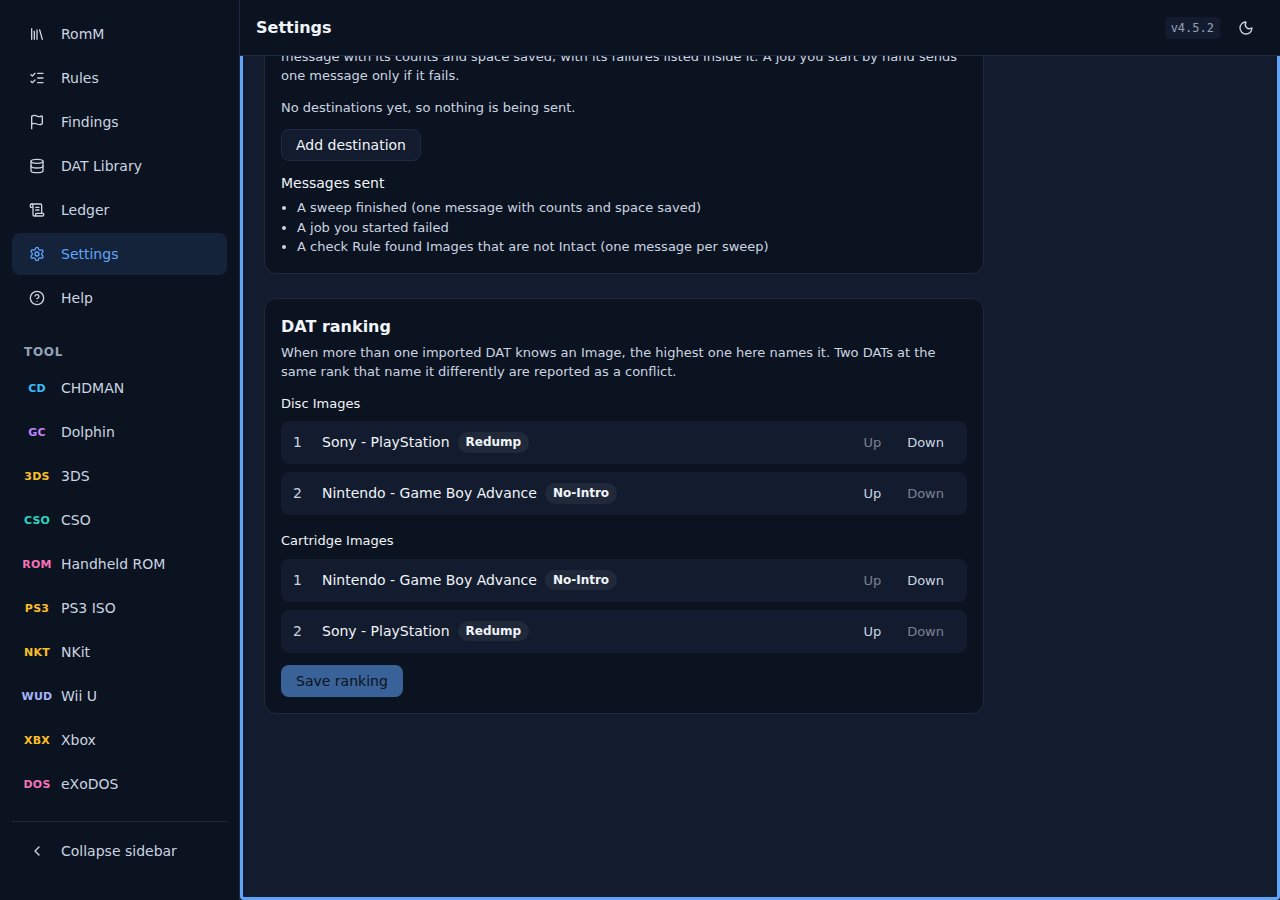 RomM
Rules
Findings
DAT Library
Ledger
Settings
Help
TOOL
CD CHDMAN
GC Dolphin
3DS 3DS
CSO CSO
ROM Handheld ROM
PS3 PS3 ISO
NKT NKit
WUD Wii U
XBX Xbox
DOS eXoDOS
Collapse sidebar
Settings
v4.5.2
message with its counts and space saved, with its failures listed inside it. A job you start by hand sends
one message only if it fails.
No destinations yet, so nothing is being sent.
Add destination
Messages sent
• A sweep finished (one message with counts and space saved)
• A job you started failed
• A check Rule found Images that are not Intact (one message per sweep)
DAT ranking
When more than one imported DAT knows an Image, the highest one here names it. Two DATs at the
same rank that name it differently are reported as a conflict.
Disc Images
1 Sony - PlayStation Redump Up Down
2 Nintendo - Game Boy Advance No-Intro Up Down
Cartridge Images
1 Nintendo - Game Boy Advance No-Intro Up Down
2 Sony - PlayStation Redump Up Down
Save ranking